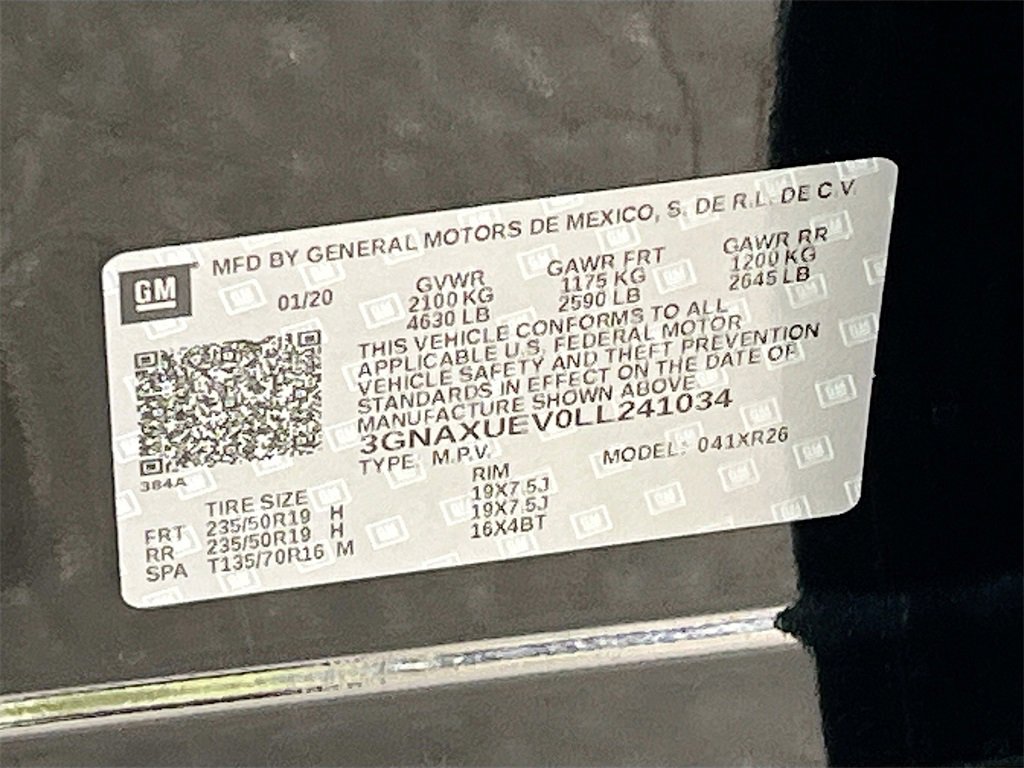 MFD BY GENERAL MOTORS DE MEXICO, S. DE R.L. DE C.V.
GM
01/20
GVWR
2100 KG
4630 LB
GAWR FRT
1175 KG
2590 LB
GAWR RR
1200 KG
2645 LB
THIS VEHICLE CONFORMS TO ALL
APPLICABLE U.S. FEDERAL MOTOR
VEHICLE SAFETY AND THEFT PREVENTION
STANDARDS IN EFFECT ON THE DATE OF
MANUFACTURE SHOWN ABOVE.
3GNAXUEV0LL241034
TYPE: M.P.V. MODEL: 041XR26
384A
TIRE SIZE RIM
FRT 235/50R19 H 19X7.5J
RR 235/50R19 H 19X7.5J
SPA T135/70R16 M 16X4BT